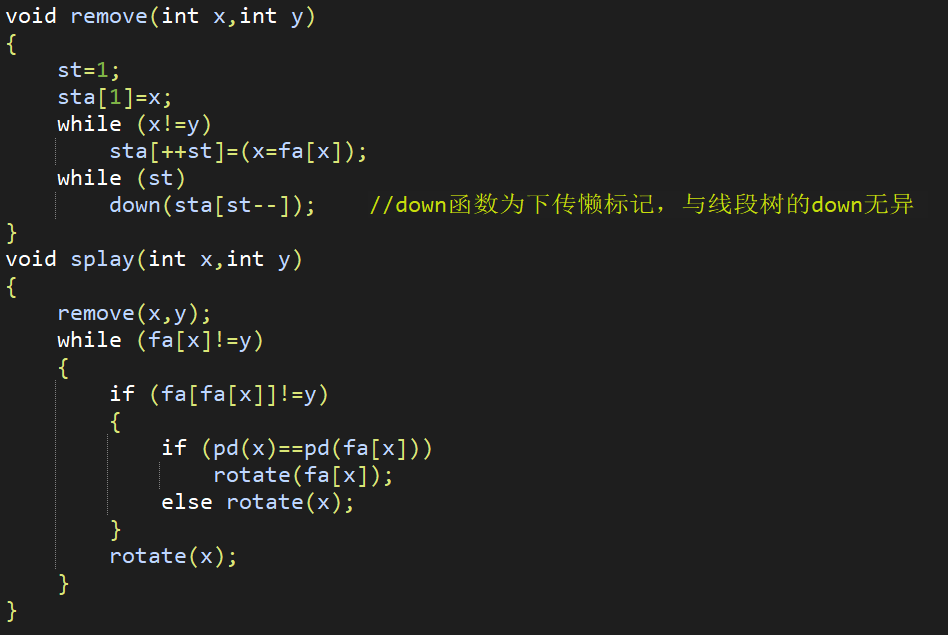 void remove(int x,int y)
{
    st=1;
    sta[1]=x;
    while (x!=y)
        sta[++st]=(x=fa[x]);
    while (st)
        down(sta[st--]);    //down函数为下传懒标记，与线段树的down无异
}
void splay(int x,int y)
{
    remove(x,y);
    while (fa[x]!=y)
    {
        if (fa[fa[x]]!=y)
        {
            if (pd(x)==pd(fa[x]))
                rotate(fa[x]);
            else rotate(x);
        }
        rotate(x);
    }
}